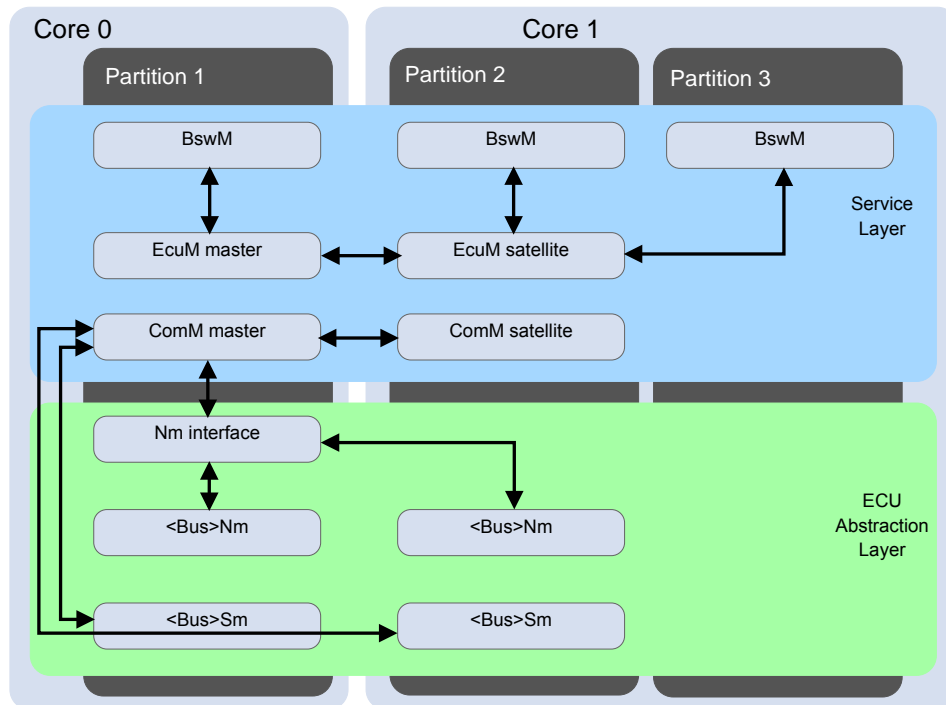 Core 0
Core 1
Partition 1
Partition 2
Partition 3
BswM
BswM
BswM
Service
Layer
EcuM master
EcuM satellite
ComM master
ComM satellite
Nm interface
<Bus>Nm
<Bus>Nm
ECU
Abstraction
Layer
<Bus>Sm
<Bus>Sm